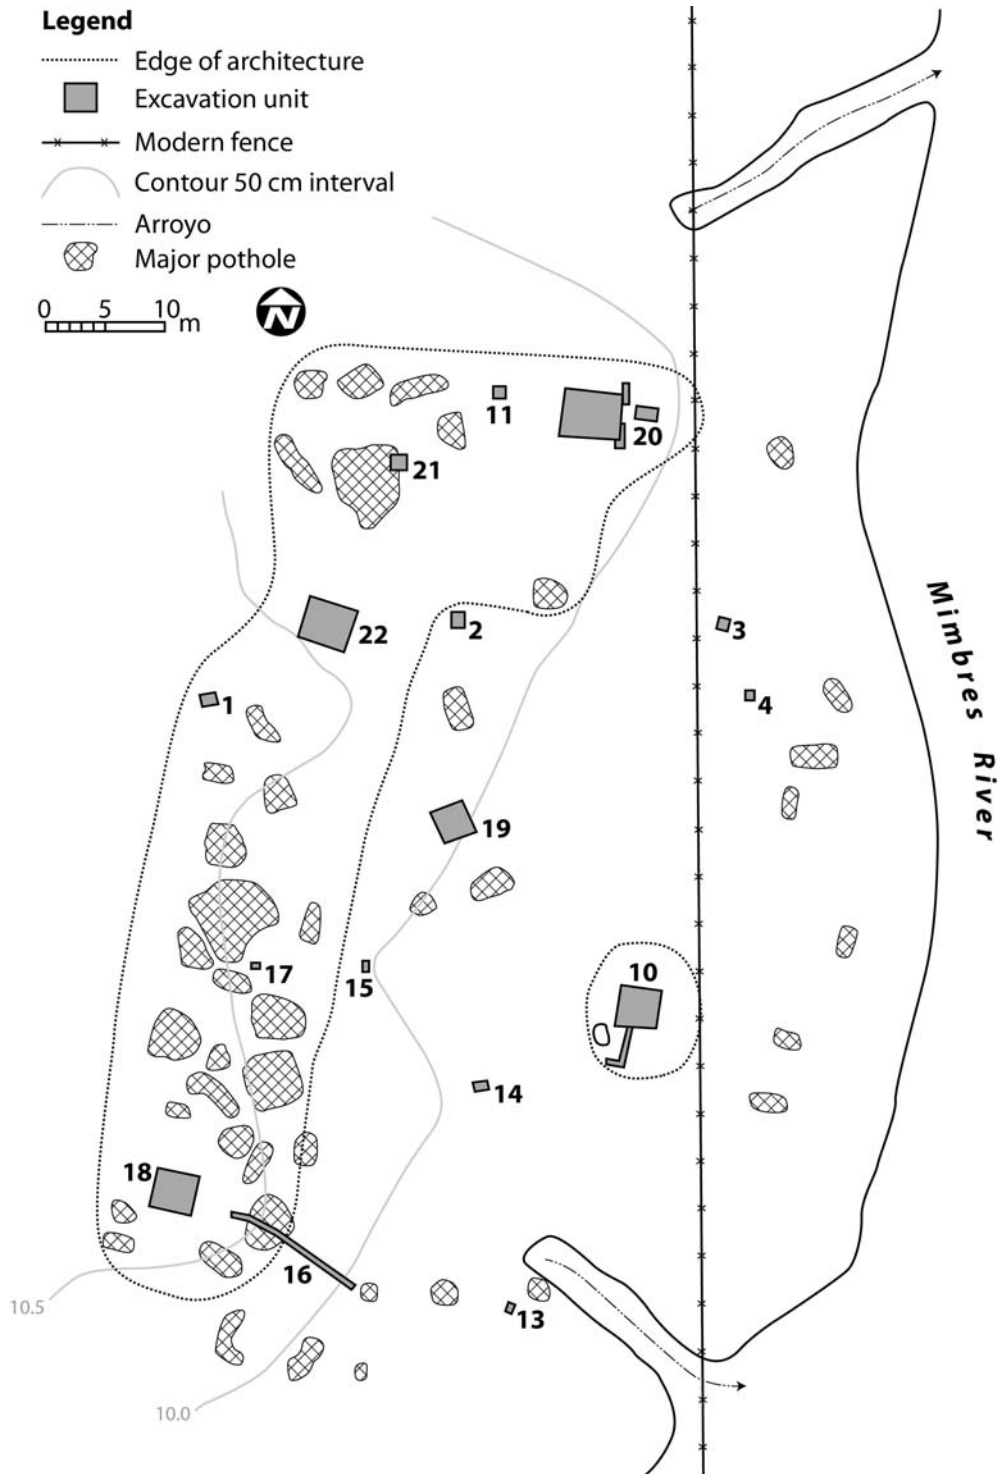 Legend
Edge of architecture
Excavation unit
Modern fence
Contour 50 cm interval
Arroyo
Major pothole
0 5 10 m
N
11
20
21
22
2
3
1
4
19
Mimbres River
17
15
10
14
18
16
13
10.5
10.0